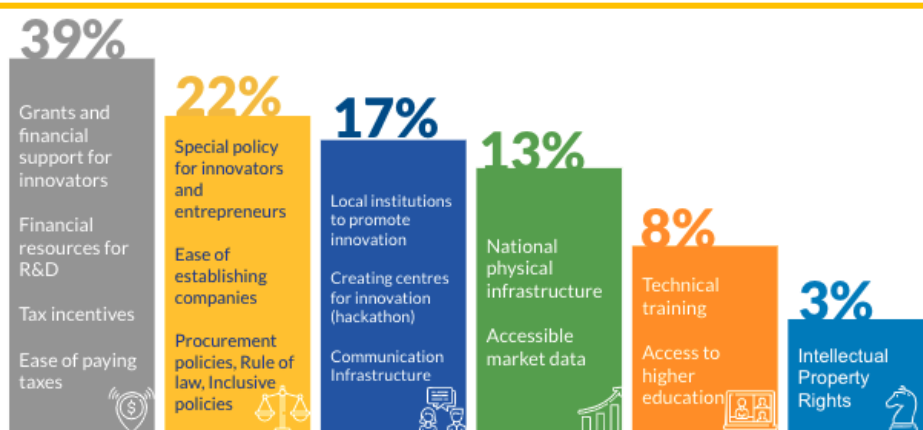 39%
Grants and
financial
support for
innovators
Financial
resources for
R&D
Tax incentives
Ease of paying
taxes
$
22%
Special policy
for innovators
and
entrepreneurs
Ease of
establishing
companies
Procurement
policies, Rule of
law, Inclusive
policies
17%
Local institutions
to promote
innovation
Creating centres
for innovation
(hackathon)
Communication
Infrastructure
13%
National
physical
infrastructure
Accessible
market data
8%
Technical
training
Access to
higher
education
3%
Intellectual
Property
Rights